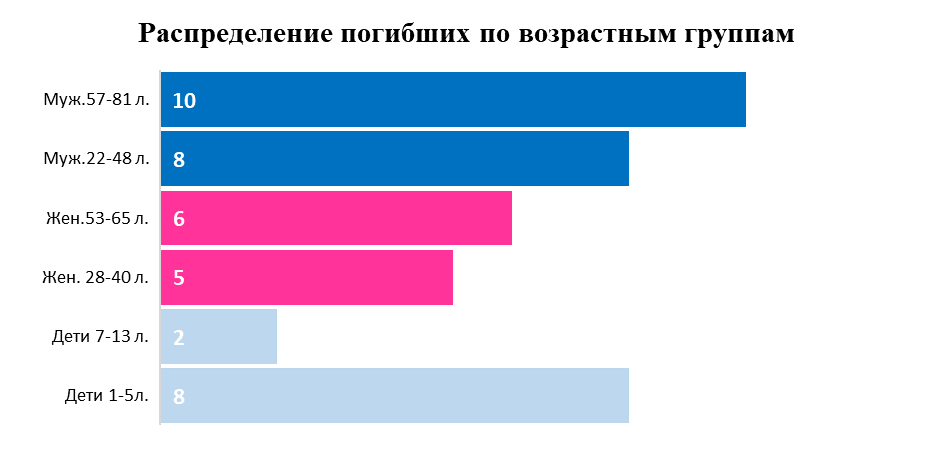 Распределение погибших по возрастным группам
Муж.57-81 л. 10
Муж.22-48 л. 8
Жен.53-65 л. 6
Жен. 28-40 л. 5
Дети 7-13 л. 2
Дети 1-5л. 8